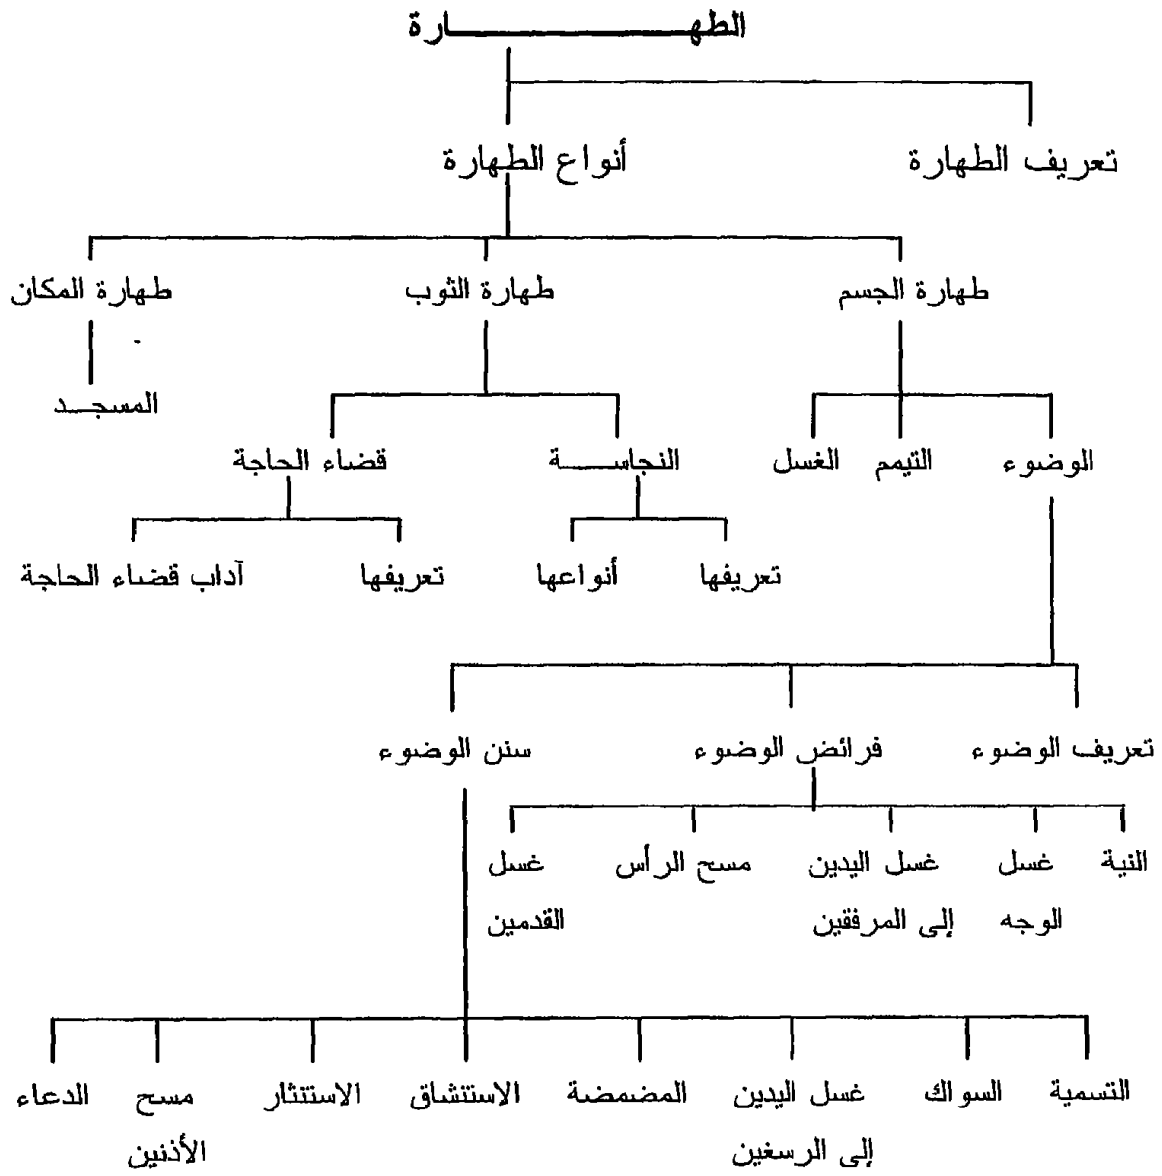 الطهـــــــــارة
تعريف الطهارة أنواع الطهارة
طهارة الجسم طهارة الثوب طهارة المكان
المسجــد
الوضوء التيمم الغسل النجاســـة قضاء الحاجة
تعريفها أنواعها تعريفها آداب قضاء الحاجة
تعريف الوضوء فرائض الوضوء سنن الوضوء
النية غسل غسل اليدين مسح الرأس غسل
الوجه إلى المرفقين القدمين
التسمية السواك غسل اليدين المضمضة الاستنشاق الاستنثار مسح الدعاء
إلى الرسغين الأذنين